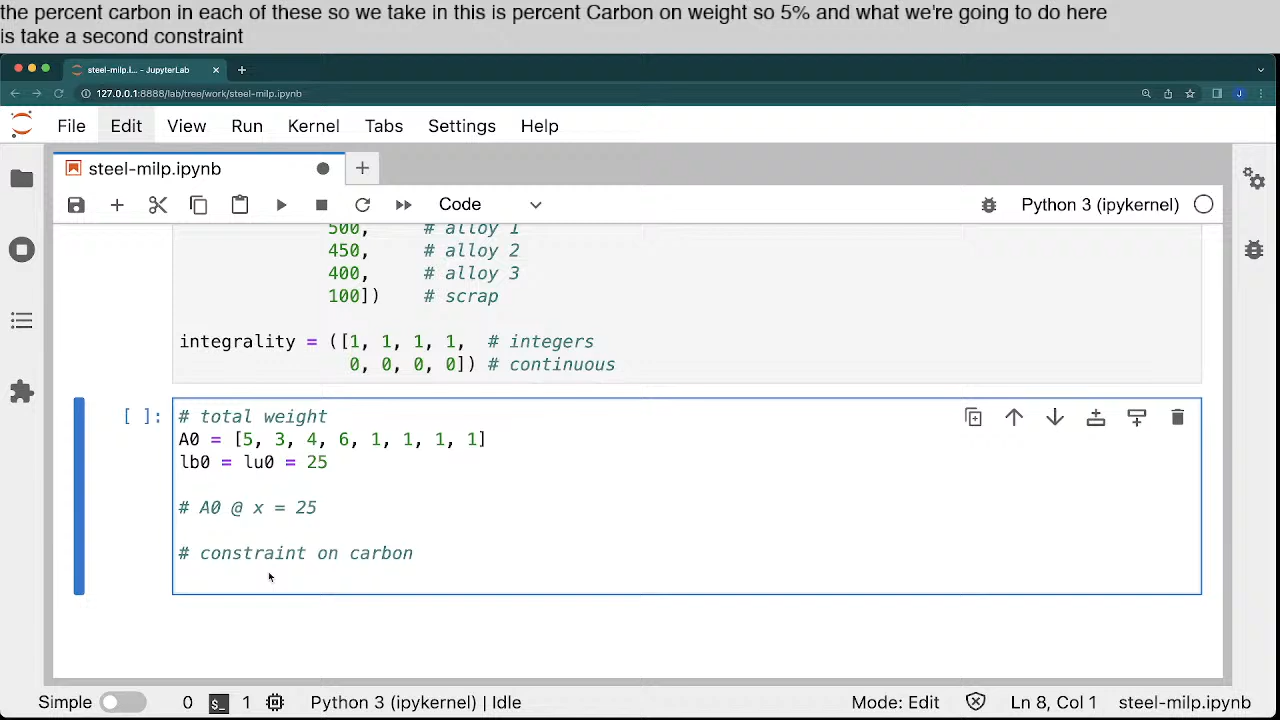 the percent carbon in each of these so we take in this is percent Carbon on weight so 5% and what we're going to do here
is take a second constraint
steel-milp.i... - JupyterLab
127.0.0.1:8888/lab/tree/work/steel-milp.ipynb
File Edit View Run Kernel Tabs Settings Help
steel-milp.ipynb
Code
Python 3 (ipykernel)
500, # alloy 1
450, # alloy 2
400, # alloy 3
100]) # scrap
integrality = ([1, 1, 1, 1, # integers
0, 0, 0, 0]) # continuous
[ ]: # total weight
A0 = [5, 3, 4, 6, 1, 1, 1, 1]
lb0 = lu0 = 25
# A0 @ x = 25
# constraint on carbon
Simple 0 $_ 1 Python 3 (ipykernel) | Idle Mode: Edit Ln 8, Col 1 steel-milp.ipynb